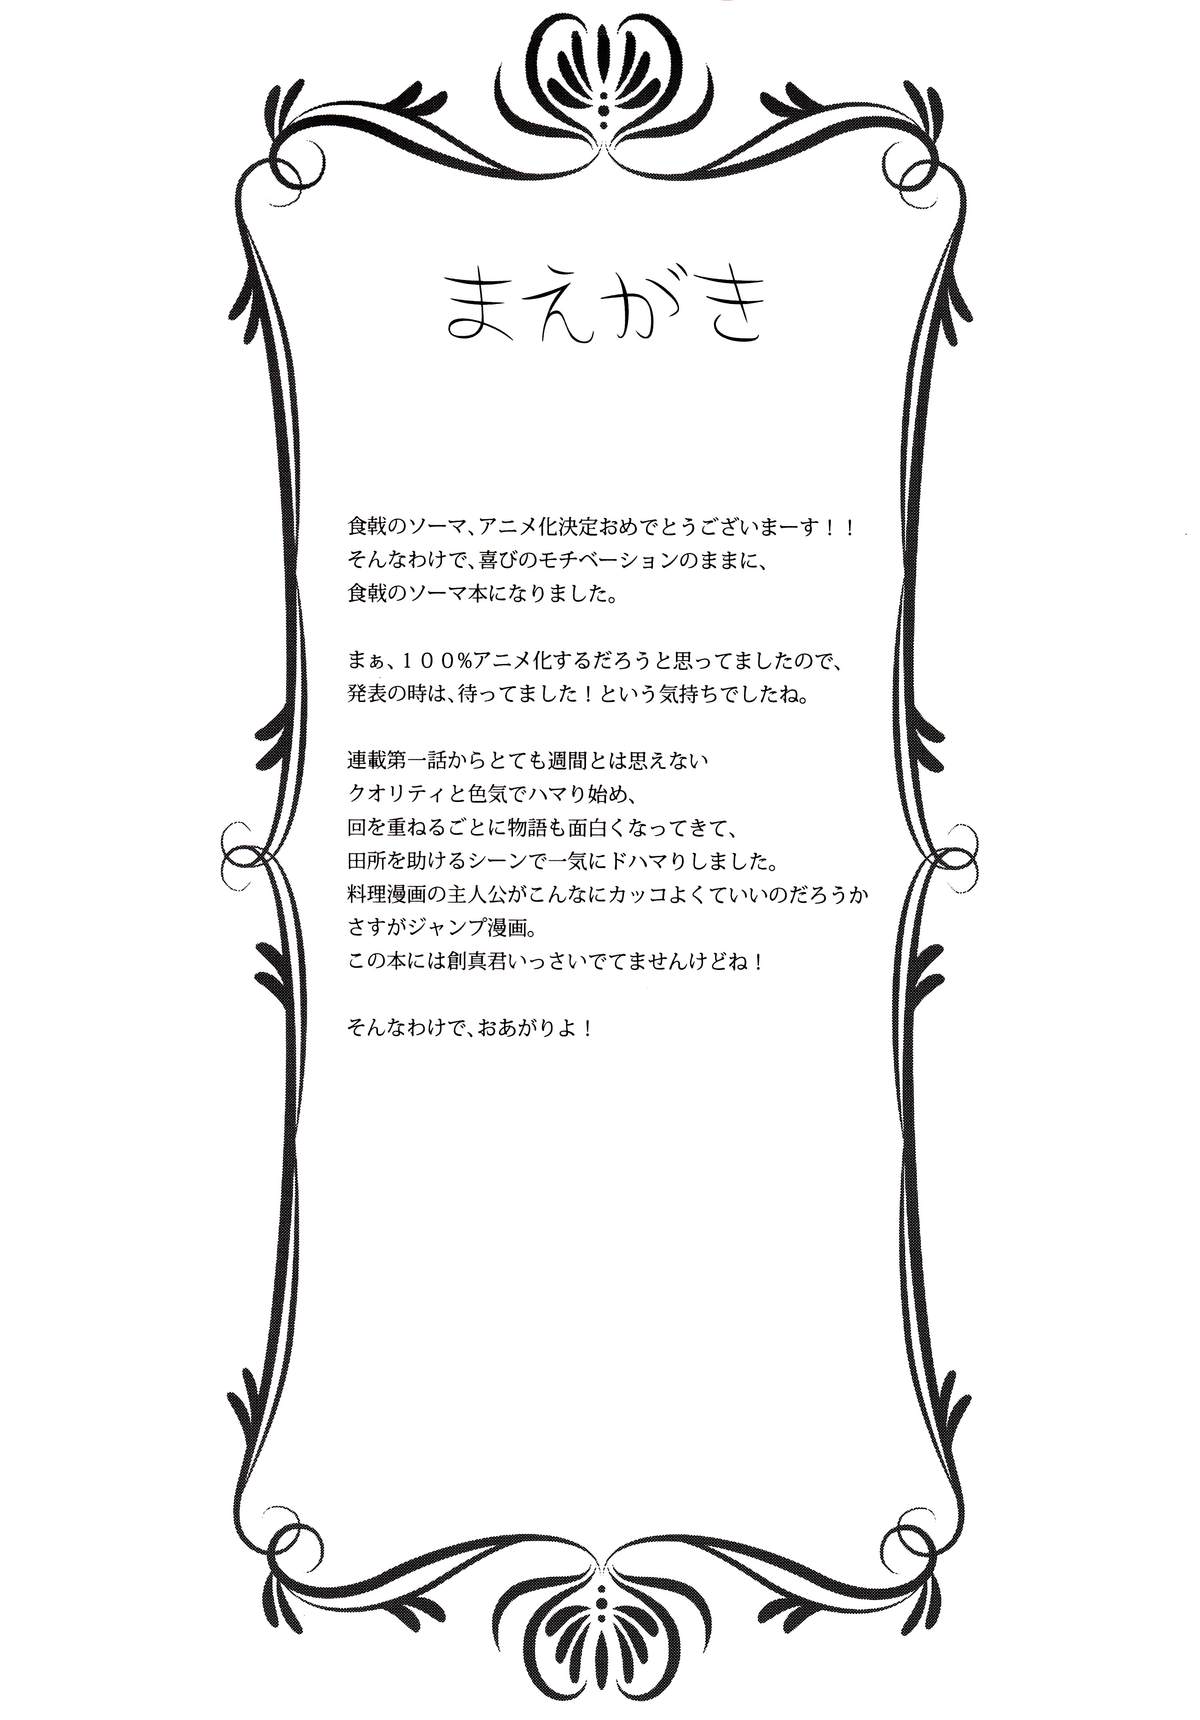 まえがき
食戟のソーマ、アニメ化決定おめでとうございまーす！！
そんなわけで、喜びのモチベーションのままに、
食戟のソーマ本になりました。
まぁ、１００%アニメ化するだろうと思ってましたので、
発表の時は、待ってました！という気持ちでしたね。
連載第一話からとても週間とは思えない
クオリティと色気でハマり始め、
回を重ねるごとに物語も面白くなってきて、
田所を助けるシーンで一気にドハマりしました。
料理漫画の主人公がこんなにカッコよくていいのだろうか
さすがジャンプ漫画。
この本には創真君いっさいでてませんけどね！
そんなわけで、おあがりよ！